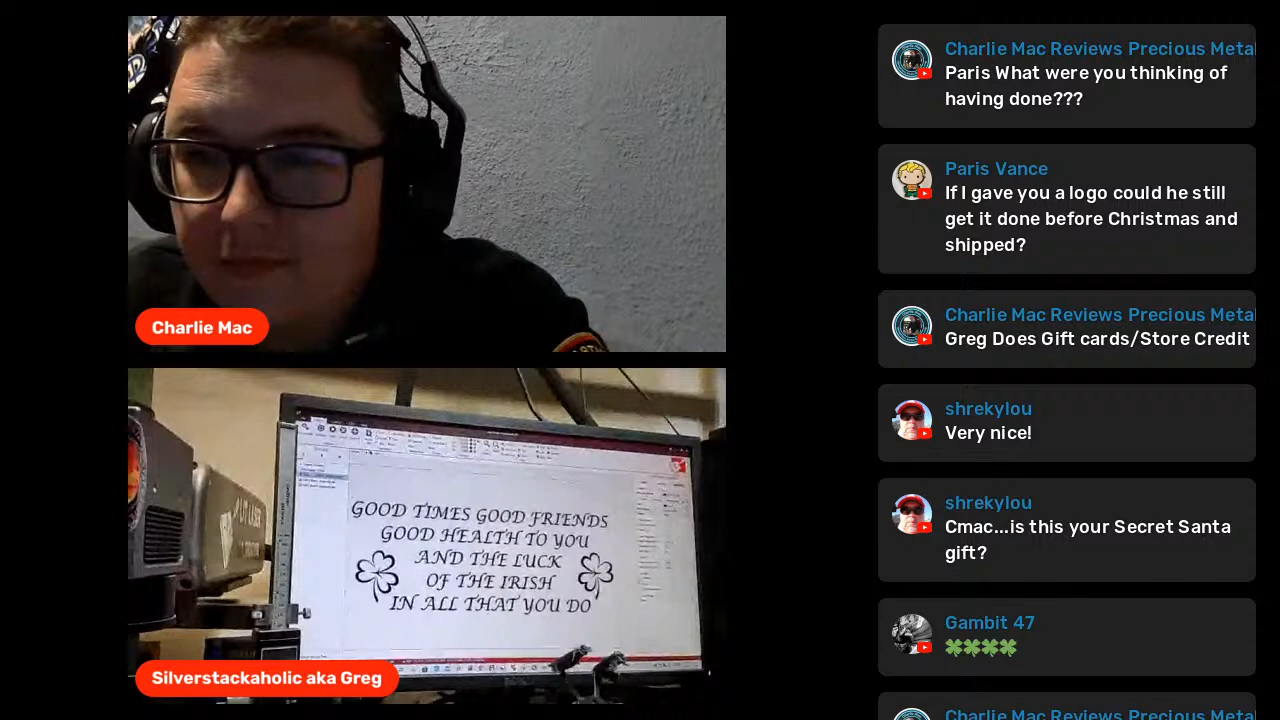 Charlie Mac
GOOD TIMES GOOD FRIENDS
GOOD HEALTH TO YOU
AND THE LUCK
OF THE IRISH
IN ALL THAT YOU DO
Silverstackaholic aka Greg
Charlie Mac Reviews Precious Metal
Paris What were you thinking of
having done???
Paris Vance
If I gave you a logo could he still
get it done before Christmas and
shipped?
Charlie Mac Reviews Precious Metal
Greg Does Gift cards/Store Credit
shrekylou
Very nice!
shrekylou
Cmac...is this your Secret Santa
gift?
Gambit 47
Charlie Mac Reviews Precious Metal